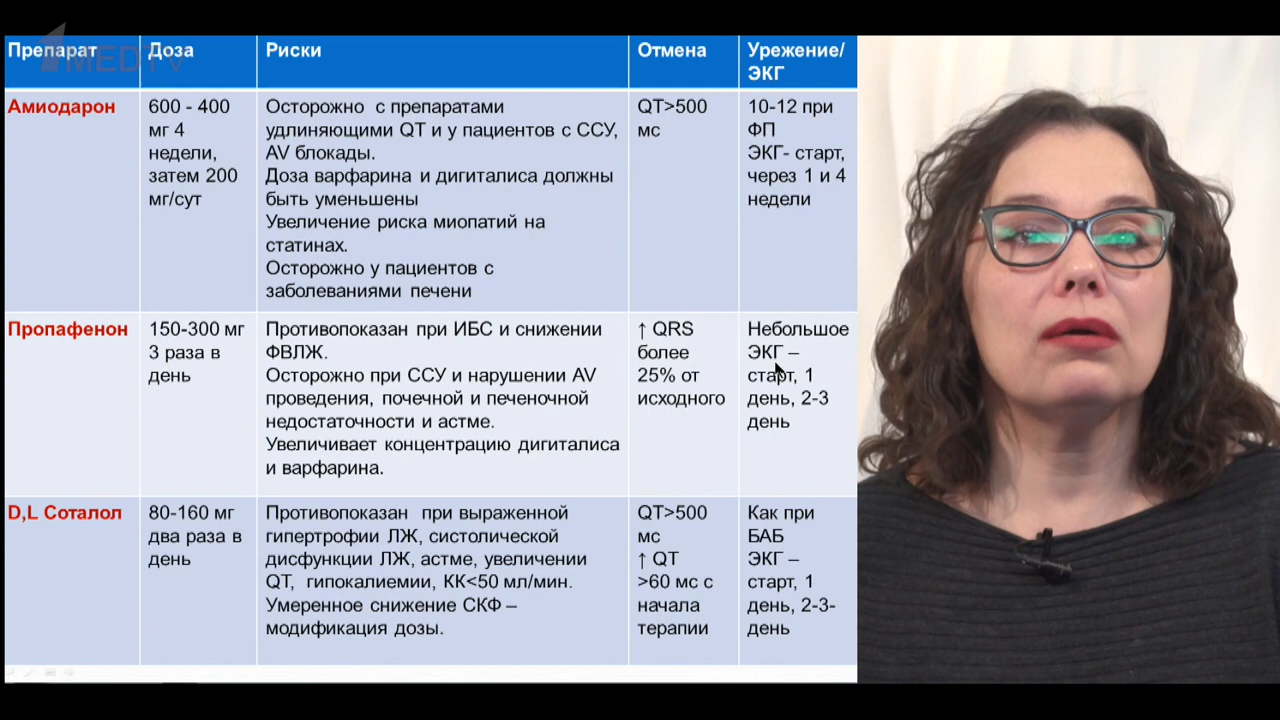 1MEDTV
Препарат
Доза
Риски
Отмена
Урежение/
ЭКГ
Амиодарон
600 - 400
мг 4
недели,
затем 200
мг/сут
Осторожно с препаратами
удлиняющими QT и у пациентов с ССУ,
AV блокады.
Доза варфарина и дигиталиса должны
быть уменьшены
Увеличение риска миопатий на
статинах.
Осторожно у пациентов с
заболеваниями печени
QT>500
мс
10-12 при
ФП
ЭКГ- старт,
через 1 и 4
недели
Пропафенон
150-300 мг
3 раза в
день
Противопоказан при ИБС и снижении
ФВЛЖ.
Осторожно при ССУ и нарушении AV
проведения, почечной и печеночной
недостаточности и астме.
Увеличивает концентрацию дигиталиса
и варфарина.
↑ QRS
более
25% от
исходного
Небольшое
ЭКГ –
старт, 1
день, 2-3
день
D,L Соталол
80-160 мг
два раза в
день
Противопоказан при выраженной
гипертрофии ЛЖ, систолической
дисфункции ЛЖ, астме, увеличении
QT, гипокалиемии, КК<50 мл/мин.
Умеренное снижение СКФ –
модификация дозы.
QT>500
мс
↑ QT
>60 мс с
начала
терапии
Как при
БАБ
ЭКГ –
старт, 1
день, 2-3-
день